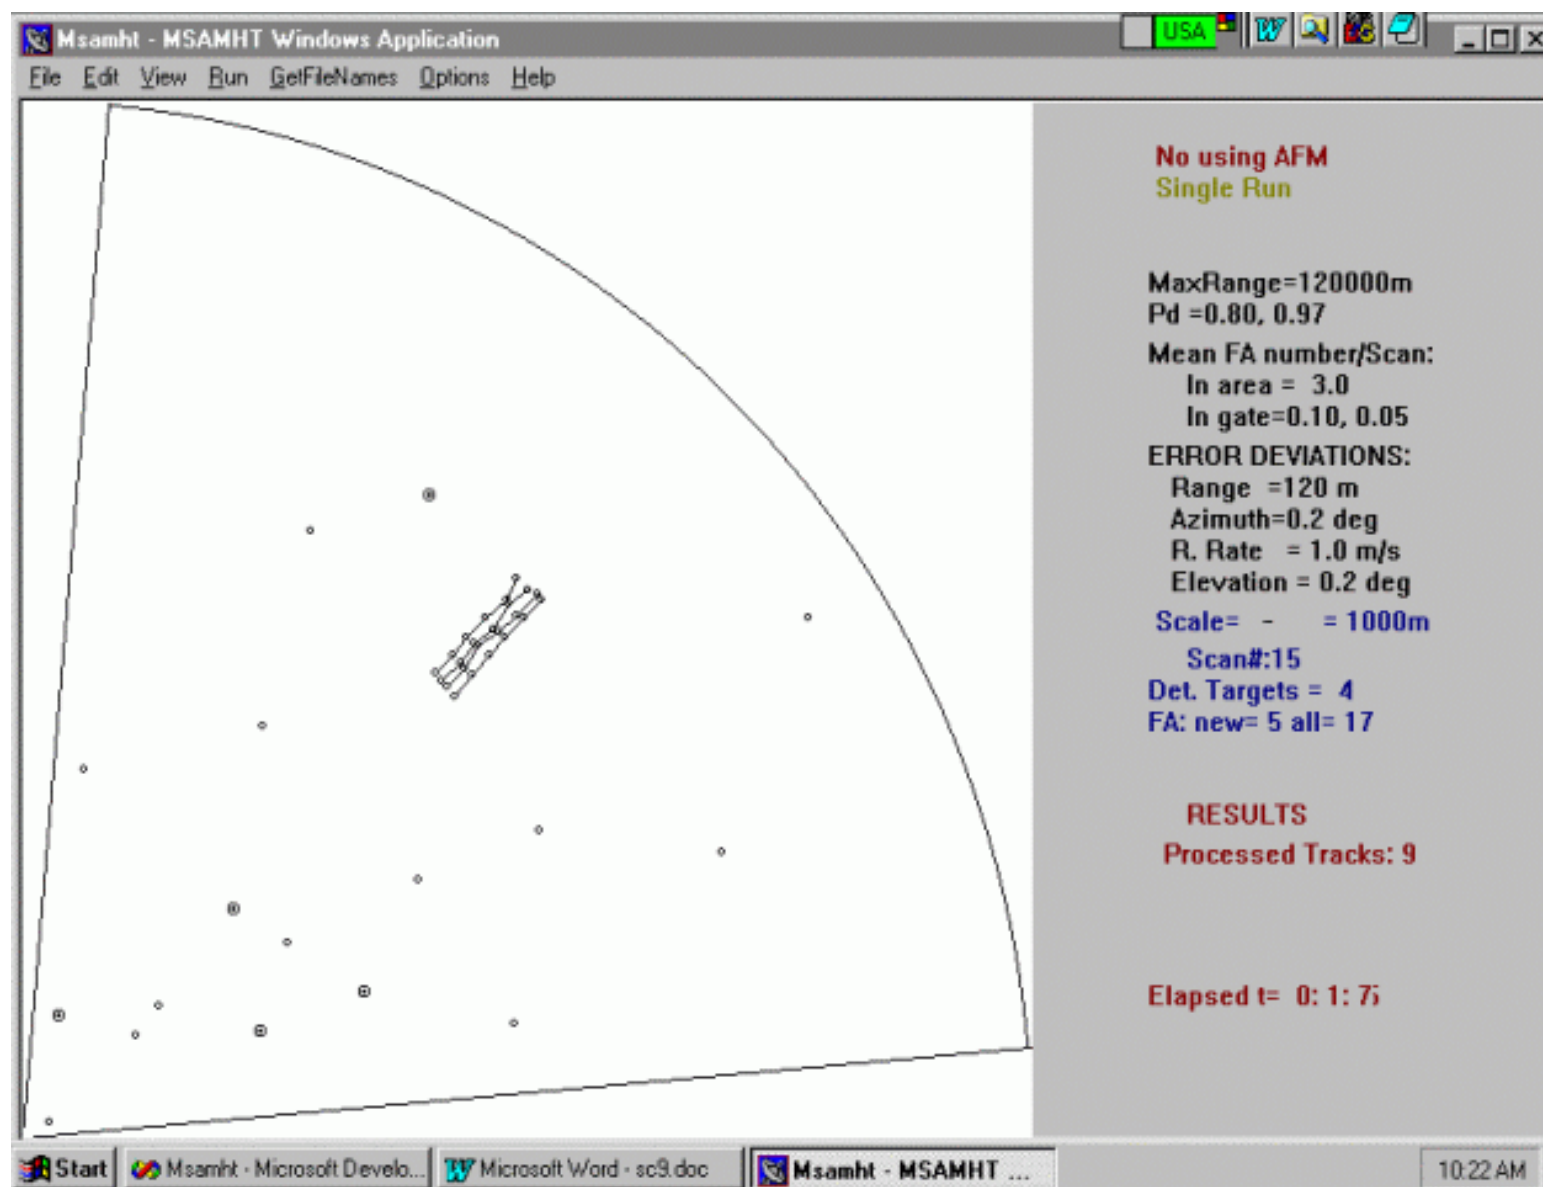 Msamht - MSAMHT Windows Application
USA
File Edit View Run GetFileNames Options Help
No using AFM
Single Run
MaxRange=120000m
Pd =0.80, 0.97
Mean FA number/Scan:
In area = 3.0
In gate=0.10, 0.05
ERROR DEVIATIONS:
Range =120 m
Azimuth=0.2 deg
R. Rate = 1.0 m/s
Elevation = 0.2 deg
Scale= - = 1000m
Scan#:15
Det. Targets = 4
FA: new= 5 all= 17
RESULTS
Processed Tracks: 9
Elapsed t= 0: 1:
Start Msamht - Microsoft Develo... Microsoft Word - sc9.doc Msamht - MSAMHT ... 10:22 AM